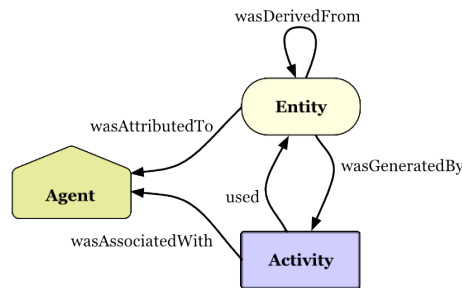 wasDerivedFrom
Entity
wasAttributedTo
wasGeneratedBy
Agent
used
wasAssociatedWith
Activity